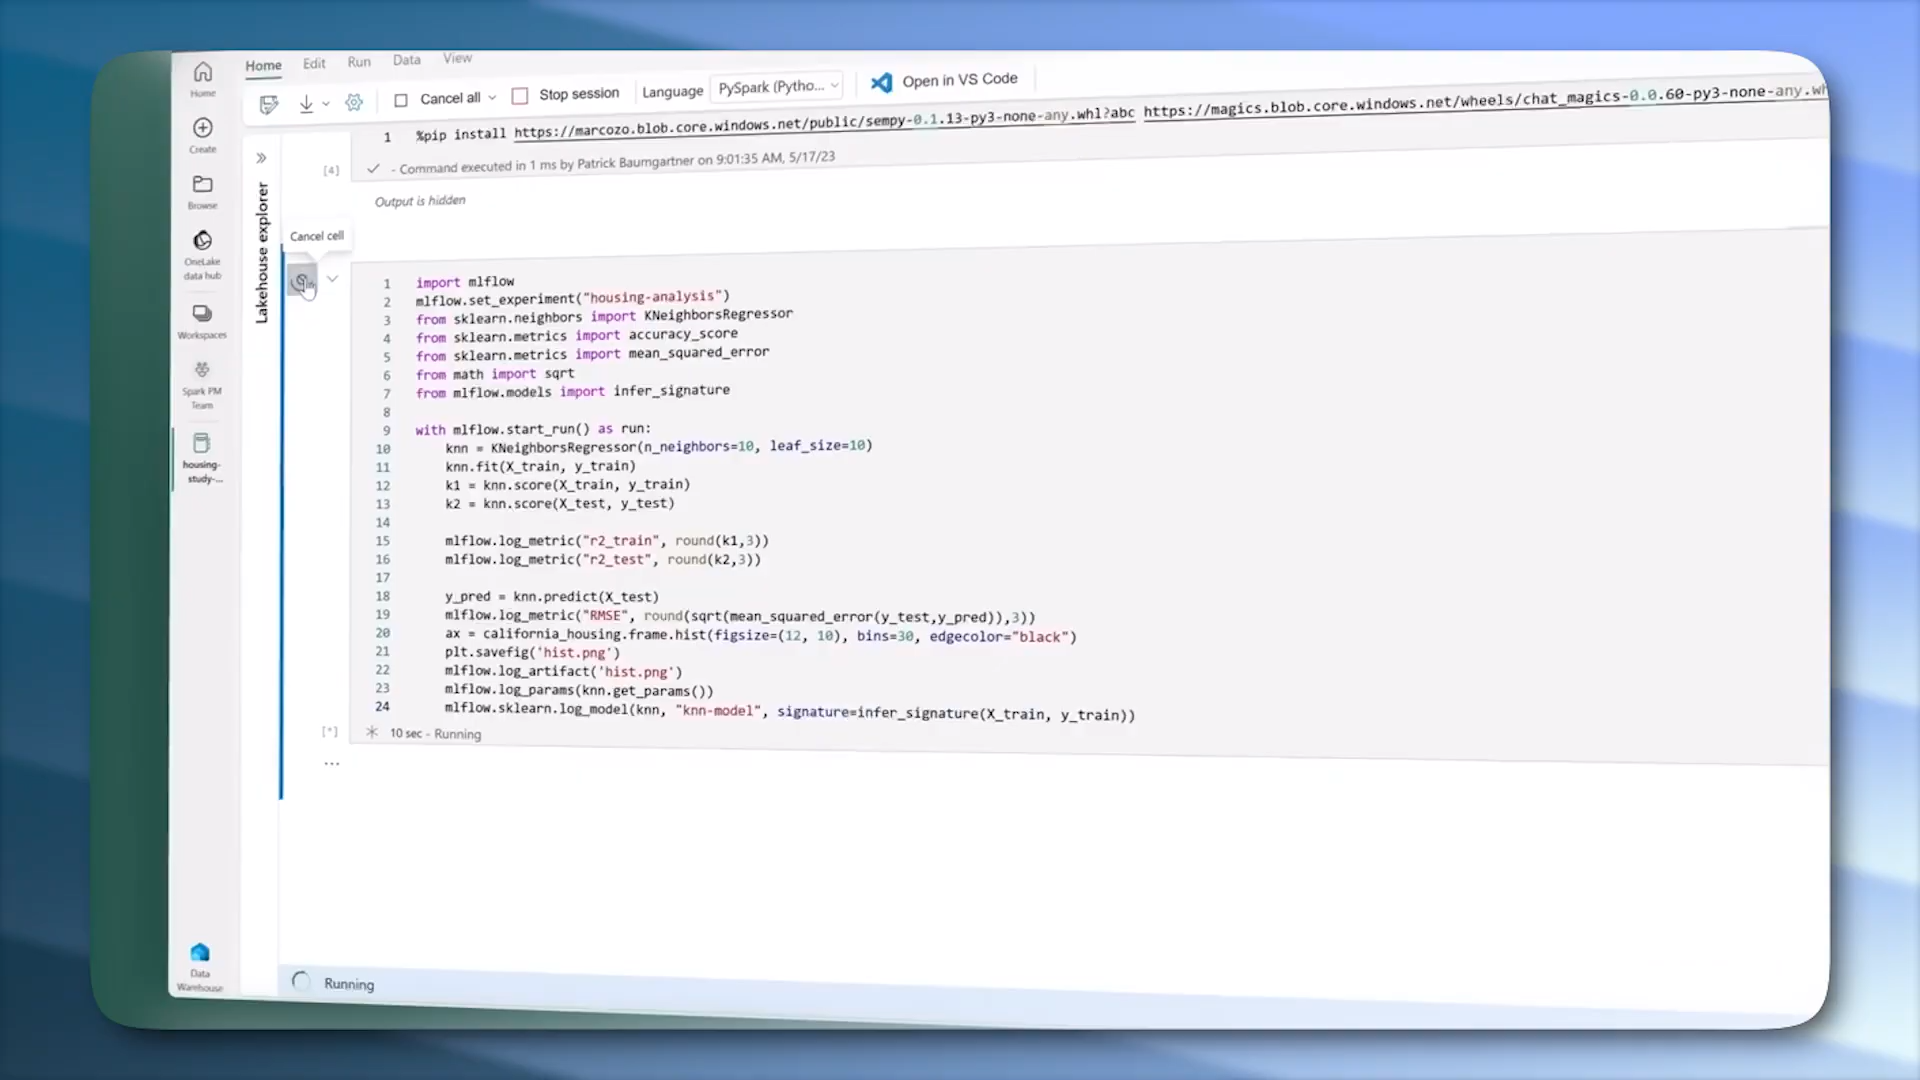 Home Edit Run Data View
Cancel all Stop session Language PySpark (Pytho... Open in VS Code
Home
Create
Browse
OneLake
data hub
Workspaces
Spark PM
Team
housing-
study-...
Data
Warehouse
Lakehouse explorer
1 %pip install https://marcozo.blob.core.windows.net/public/sempy-0.1.13-py3-none-any.whl?abc https://magics.blob.core.windows.net/wheels/chat_magics-0.0.60-py3-none-any.wh
[4] - Command executed in 1 ms by Patrick Baumgartner on 9:01:35 AM, 5/17/23
Output is hidden
Cancel cell
1 import mlflow
2 mlflow.set_experiment("housing-analysis")
3 from sklearn.neighbors import KNeighborsRegressor
4 from sklearn.metrics import accuracy_score
5 from sklearn.metrics import mean_squared_error
6 from math import sqrt
7 from mlflow.models import infer_signature
8
9 with mlflow.start_run() as run:
10 knn = KNeighborsRegressor(n_neighbors=10, leaf_size=10)
11 knn.fit(X_train, y_train)
12 k1 = knn.score(X_train, y_train)
13 k2 = knn.score(X_test, y_test)
14
15 mlflow.log_metric("r2_train", round(k1,3))
16 mlflow.log_metric("r2_test", round(k2,3))
17
18 y_pred = knn.predict(X_test)
19 mlflow.log_metric("RMSE", round(sqrt(mean_squared_error(y_test,y_pred)),3))
20 ax = california_housing.frame.hist(figsize=(12, 10), bins=30, edgecolor="black")
21 plt.savefig('hist.png')
22 mlflow.log_artifact('hist.png')
23 mlflow.log_params(knn.get_params())
24 mlflow.sklearn.log_model(knn, "knn-model", signature=infer_signature(X_train, y_train))
[*] 10 sec - Running
...
Running